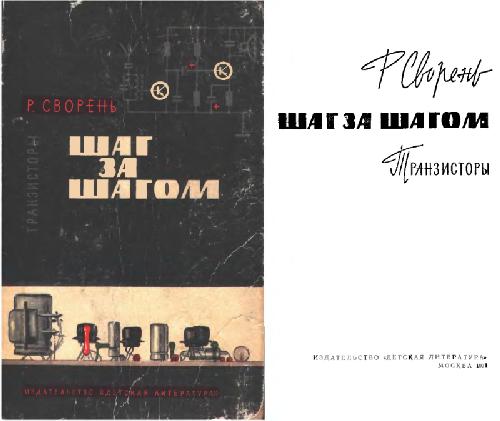 Р. СВОРЕНЬ
ТРАНЗИСТОРЫ
ШАГ
ЗА
ШАГОМ
ИЗДАТЕЛЬСТВО «ДЕТСКАЯ ЛИТЕРАТУРА»
Р Сворень
ШАГ ЗА ШАГОМ
ТРАНЗИСТОРЫ
ИЗДАТЕЛЬСТВО «ДЕТСКАЯ ЛИТЕРАТУРА»
МОСКВА